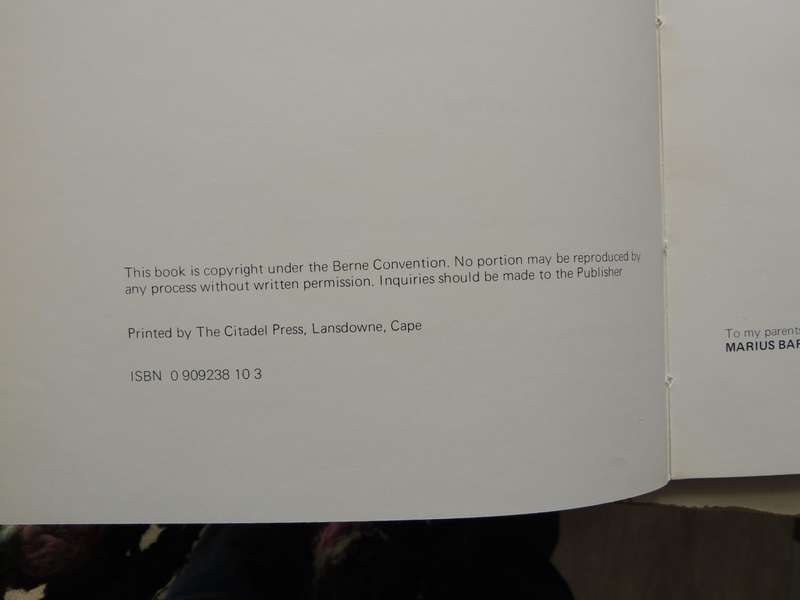 This book is copyright under the Berne Convention. No portion may be reproduced by
any process without written permission. Inquiries should be made to the Publisher
Printed by The Citadel Press, Lansdowne, Cape
ISBN 0 909238 10 3
To my parents
MARIUS BAR